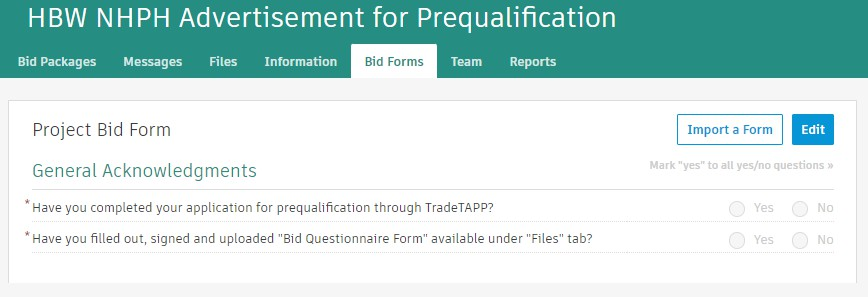 HBW NHPH Advertisement for Prequalification
Bid Packages Messages Files Information Bid Forms Team Reports
Project Bid Form Import a Form Edit
General Acknowledgments Mark "yes" to all yes/no questions »
* Have you completed your application for prequalification through TradeTAPP? Yes No
* Have you filled out, signed and uploaded "Bid Questionnaire Form" available under "Files" tab? Yes No